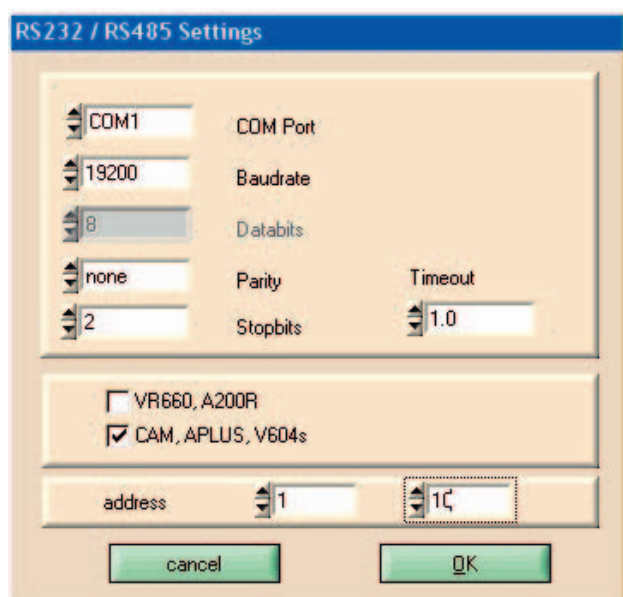 RS232 / RS485 Settings
COM1 COM Port
19200 Baudrate
8 Databits
none Parity Timeout
2 Stopbits 1.0
VR660, A200R
CAM, APLUS, V604s
address 1
cancel OK